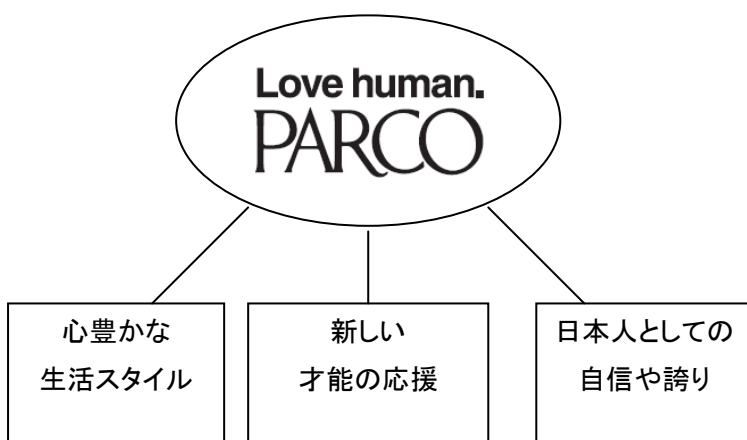 Love human.
PARCO
心豊かな
生活スタイル
新しい
才能の応援
日本人としての
自信や誇り